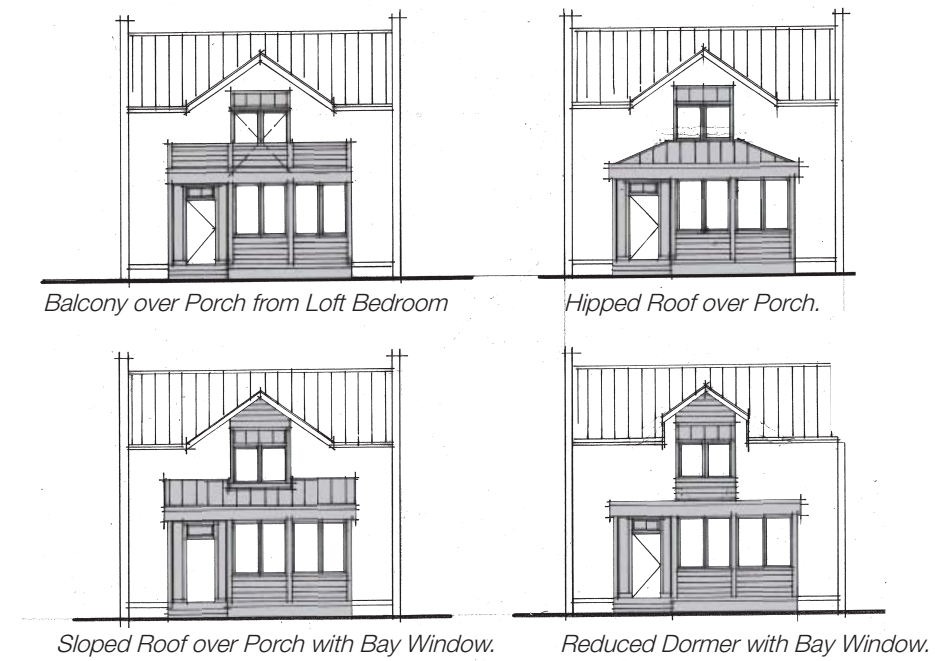 Balcony over Porch from Loft Bedroom
Hipped Roof over Porch.
Sloped Roof over Porch with Bay Window.
Reduced Dormer with Bay Window.